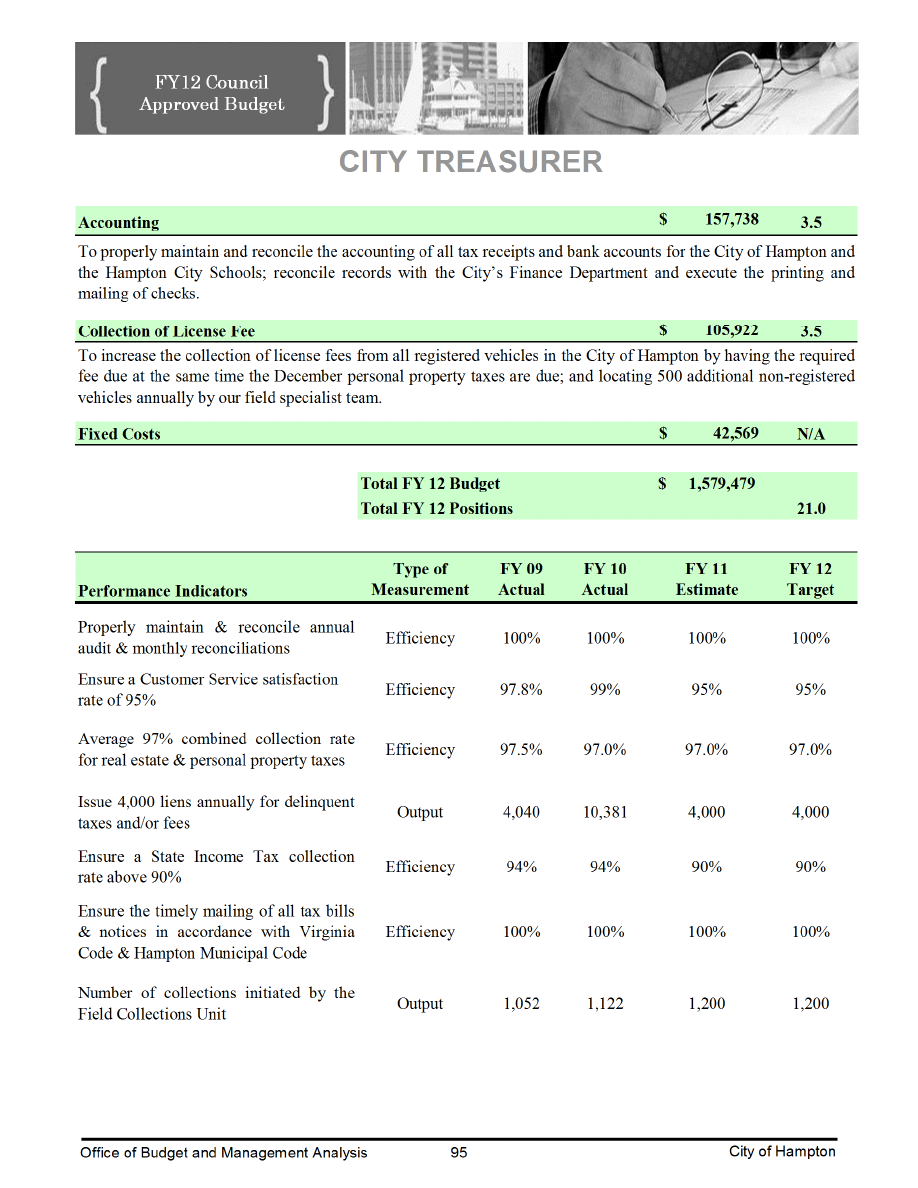 FY12 Council
Approved Budget
CITY TREASURER
Accounting $ 157,738 3.5
To properly maintain and reconcile the accounting of all tax receipts and bank accounts for the City of Hampton and
the Hampton City Schools; reconcile records with the City’s Finance Department and execute the printing and
mailing of checks.
Collection of License Fee $ 105,922 3.5
To increase the collection of license fees from all registered vehicles in the City of Hampton by having the required
fee due at the same time the December personal property taxes are due; and locating 500 additional non-registered
vehicles annually by our field specialist team.
Fixed Costs $ 42,569 N/A
Total FY 12 Budget $ 1,579,479
Total FY 12 Positions 21.0
Type of FY 09 FY 10 FY 11 FY 12
Performance Indicators Measurement Actual Actual Estimate Target
Properly maintain & reconcile annual
audit & monthly reconciliations Efficiency 100% 100% 100% 100%
Ensure a Customer Service satisfaction
rate of 95% Efficiency 97.8% 99% 95% 95%
Average 97% combined collection rate
for real estate & personal property taxes Efficiency 97.5% 97.0% 97.0% 97.0%
Issue 4,000 liens annually for delinquent
taxes and/or fees Output 4,040 10,381 4,000 4,000
Ensure a State Income Tax collection
rate above 90% Efficiency 94% 94% 90% 90%
Ensure the timely mailing of all tax bills
& notices in accordance with Virginia Efficiency 100% 100% 100% 100%
Code & Hampton Municipal Code
Number of collections initiated by the
Field Collections Unit Output 1,052 1,122 1,200 1,200
Office of Budget and Management Analysis 95 City of Hampton